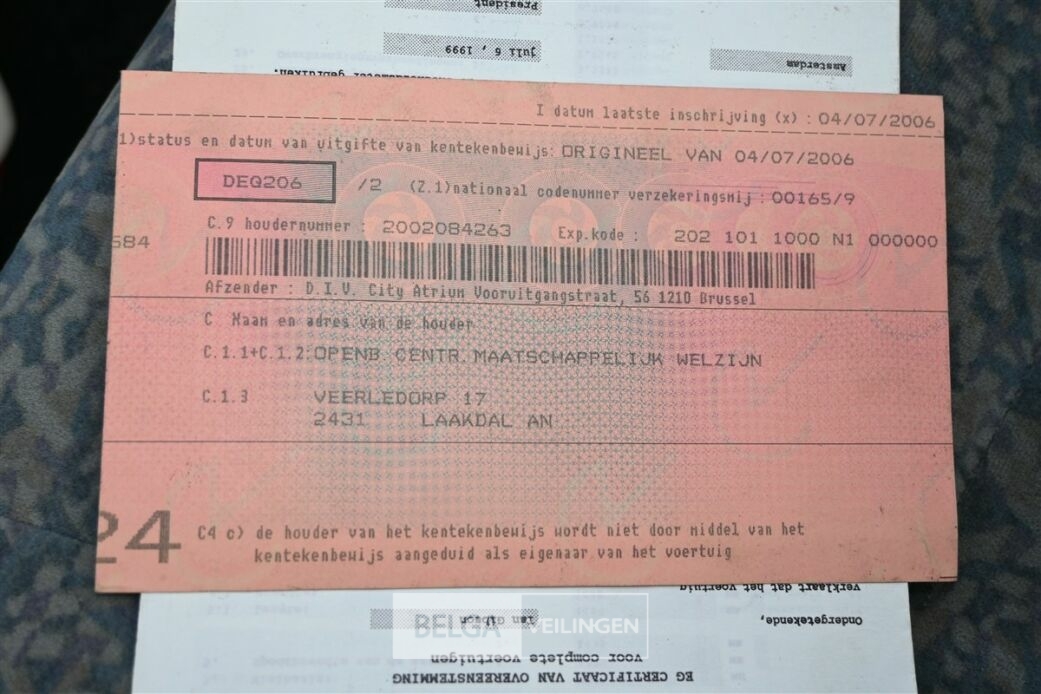 President
Juli 6 , 1999
Amsterdam
gebruiken.
I datum laatste inschrijving (x) : 04/07/2006
1)status en datum van uitgifte van kentekenbewijs: ORIGINEEL VAN 04/07/2006
DEQ206 /2 (Z.1)nationaal codenummer verzekeringsmij : 00165/9
C.9 houdernummer : 2002084263 Exp.kode : 202 101 1000 N1 000000
584
Afzender : D.I.V. City Atrium Vooruitgangstraat, 56 1210 Brussel
C Naam en adres van de houder
C.1.1+C.1.2:OPENB CENTR. MAATSCHAPPELIJK WELZIJN
C.1.3 VEERLEDORP 17
2431 LAAKDAL AN
24
C4 c) de houder van het kentekenbewijs wordt niet door middel van het
kentekenbewijs aangeduid als eigenaar van het voertuig
verklaart dat het voertuig
Ondergetekende,
BELGA VEILINGEN
voor complete voertuigen
EG CERTIFICAAT VAN OVEREENSTEMMING